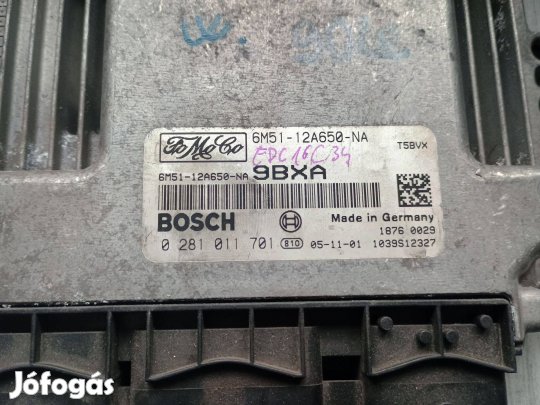 906
FoMoCo
6M51-12A650-NA
T5BVX
EDC16C34
6M51-12A650-NA 9BXA
BOSCH
Made in Germany
1876 0029
0 281 011 701 810 05-11-01 1039S12327
Jófogás